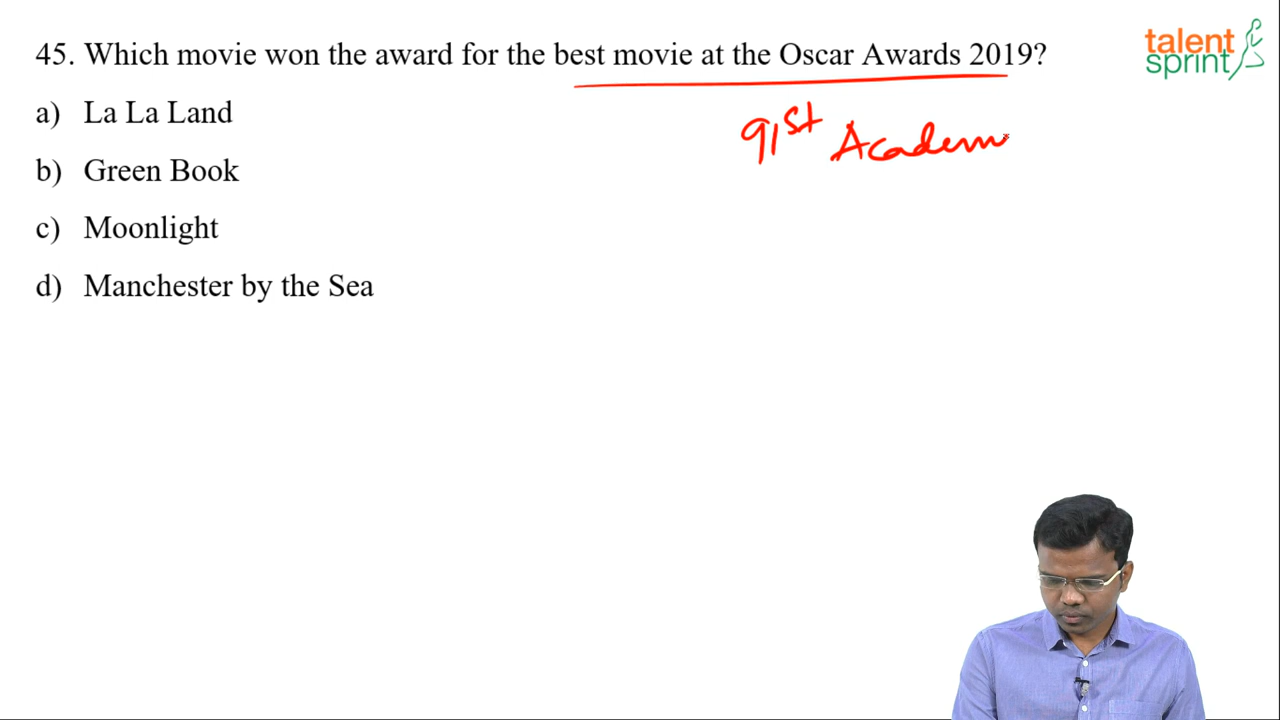 45. Which movie won the award for the best movie at the Oscar Awards 2019?
talent
sprint
91st Academ
a) La La Land
b) Green Book
c) Moonlight
d) Manchester by the Sea